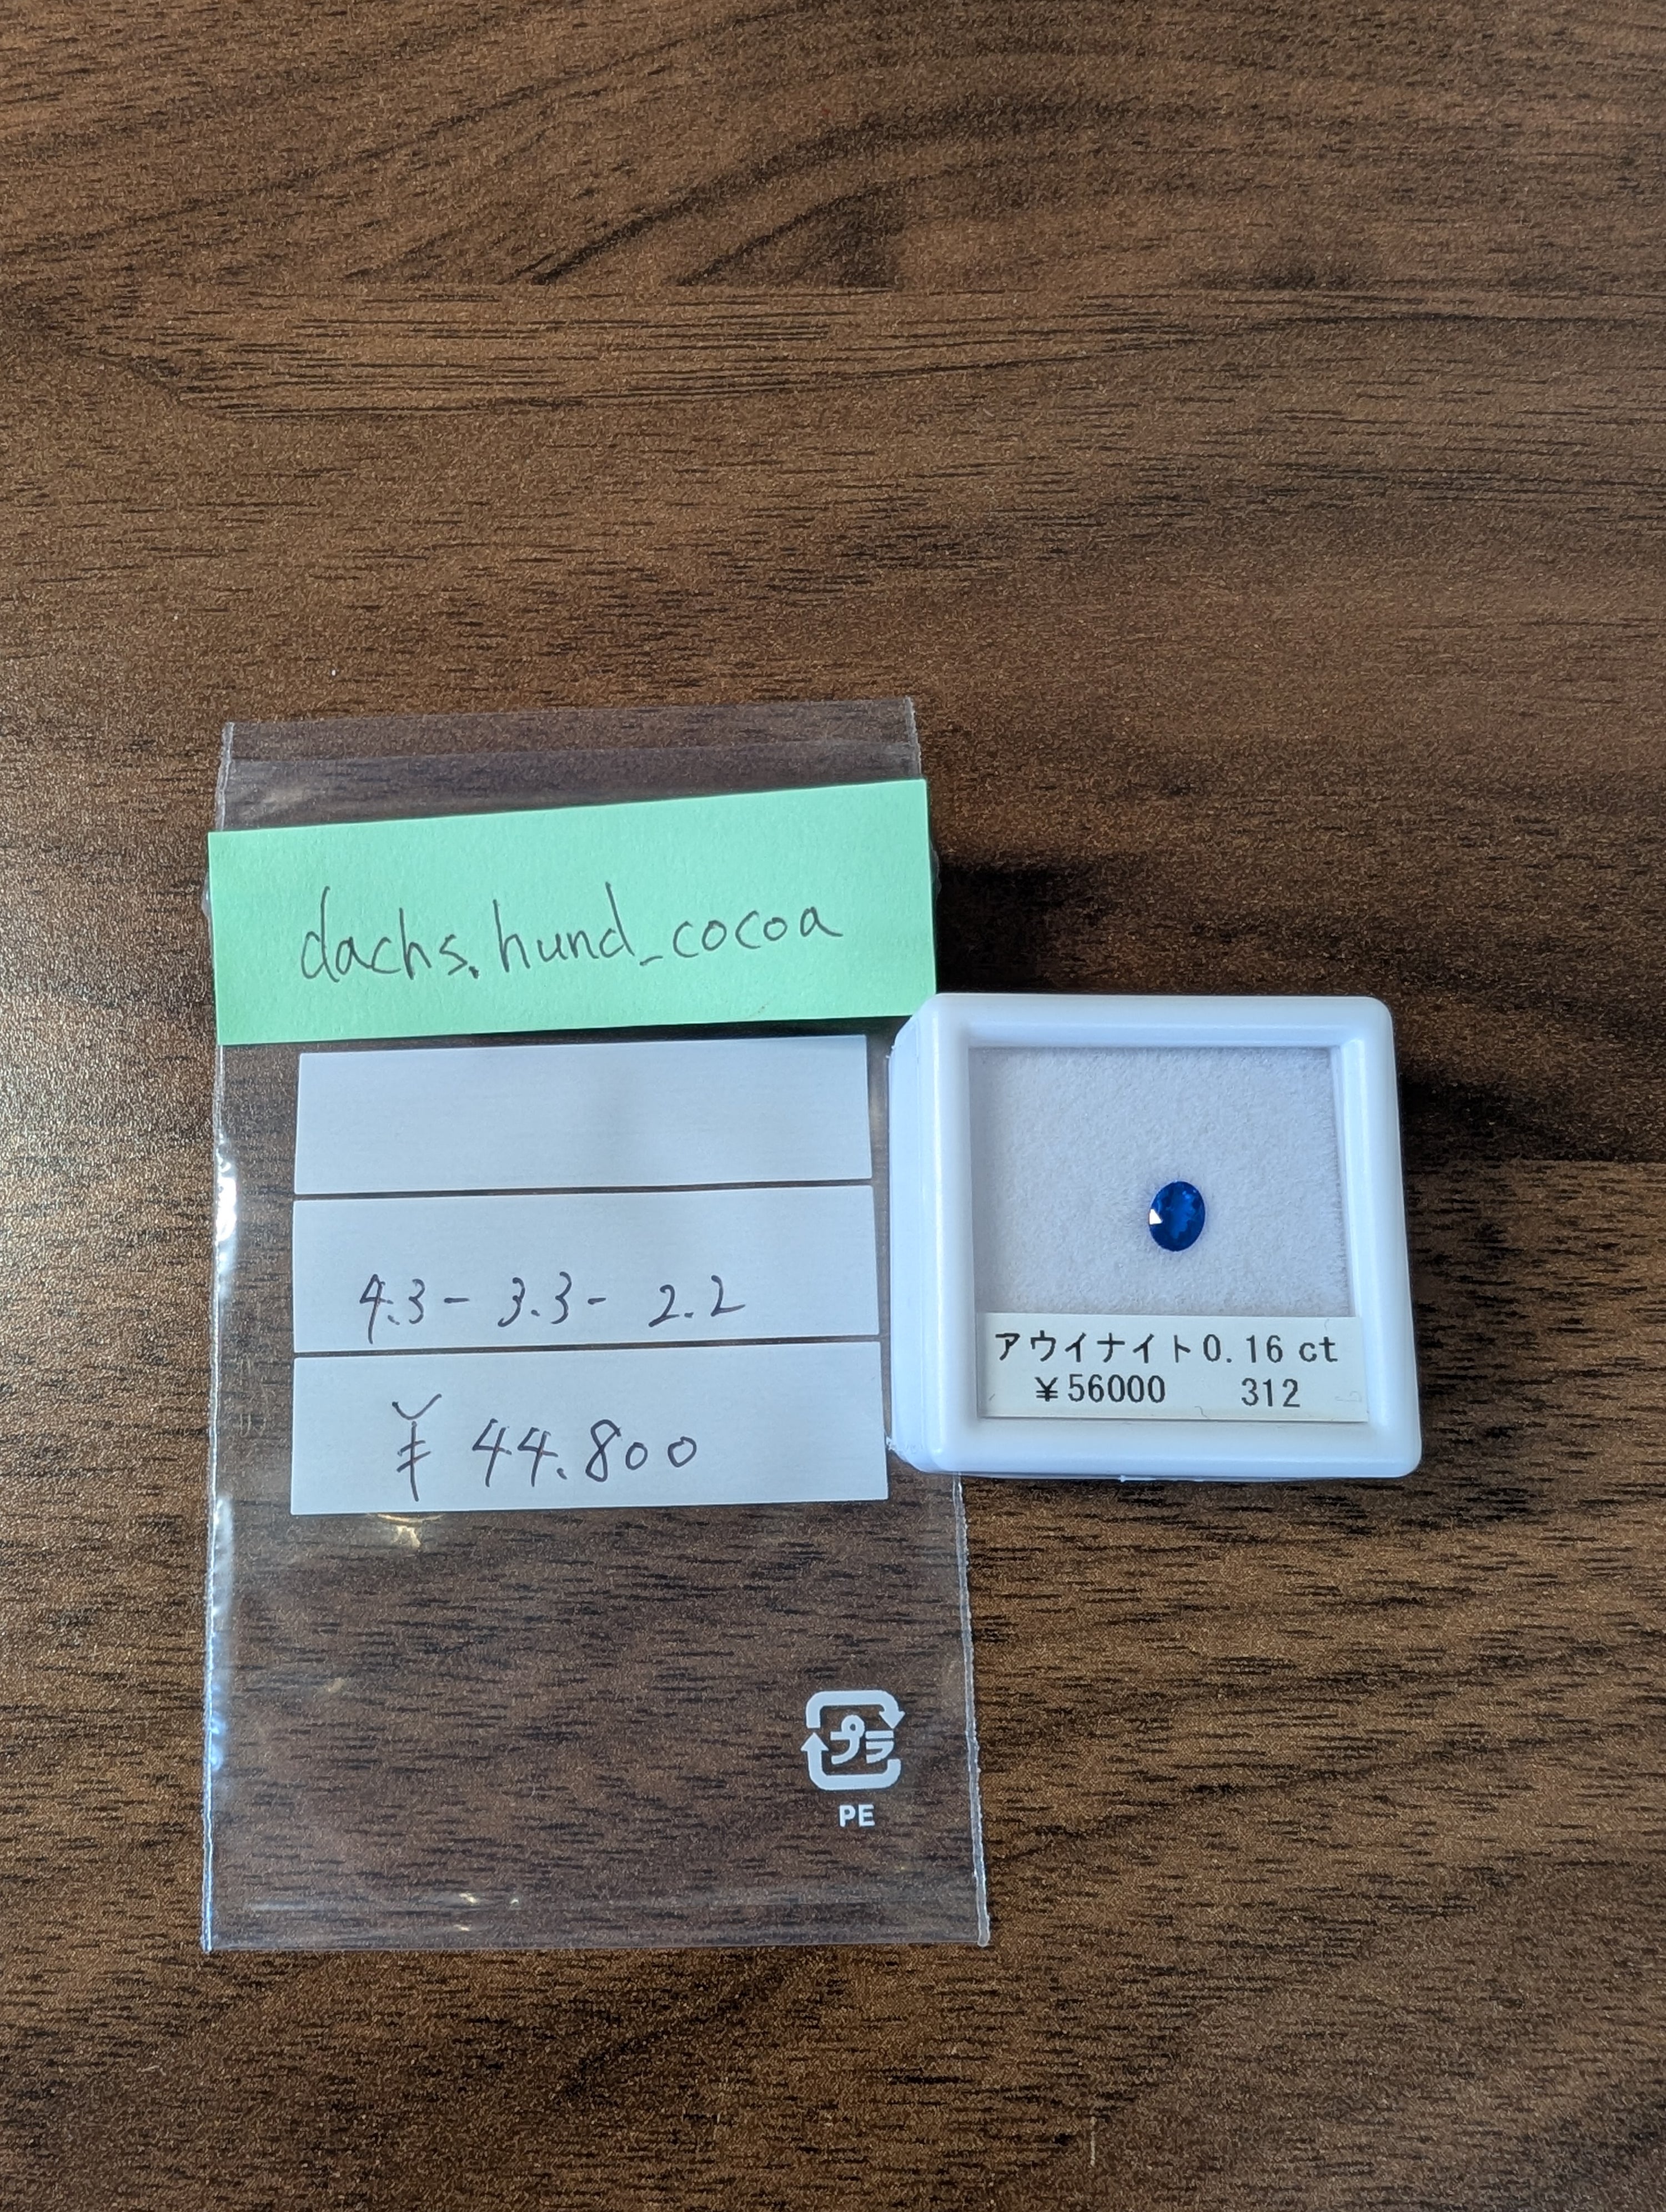 dachs.hund_cocoa
4.3- 3.3- 2.2
¥ 44.800
アウイナイト0.16 ct
¥56000 312
プラ
PE